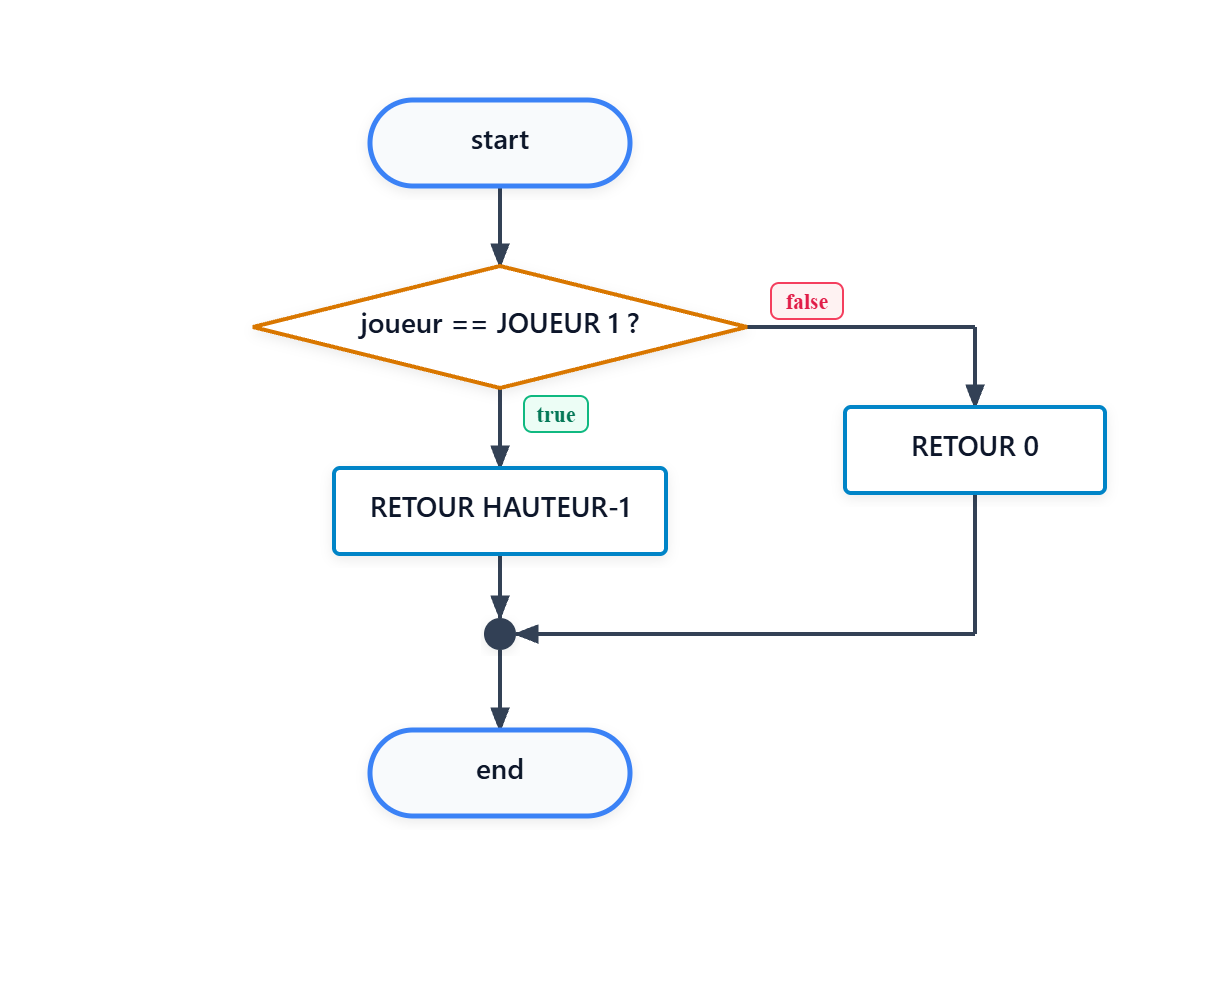 start
joueur == JOUEUR 1 ?
false
true
RETOUR 0
RETOUR HAUTEUR-1
end